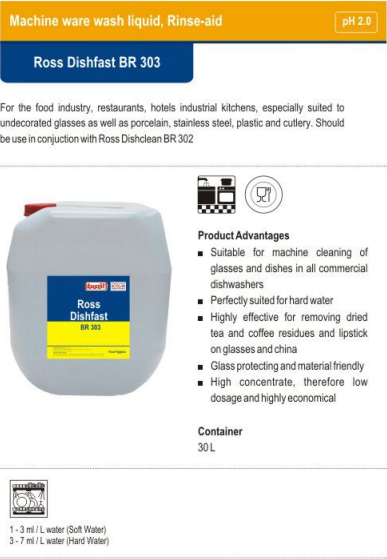 Machine ware wash liquid, Rinse-aid
pH 2.0
Ross Dishfast BR 303
For the food industry, restaurants, hotels industrial kitchens, especially suited to
undecorated glasses as well as porcelain, stainless steel, plastic and cutlery. Should
be use in conjuction with Ross Dishclean BR 302
Product Advantages
Suitable for machine cleaning of
glasses and dishes in all commercial
dishwashers
Perfectly suited for hard water
Highly effective for removing dried
tea and coffee residues and lipstick
on glasses and china
Glass protecting and material friendly
High concentrate, therefore low
dosage and highly economical
Container
30 L
Ross
Dishfast
BR 303
1 - 3 ml / L water (Soft Water)
3 - 7 ml / L water (Hard Water)